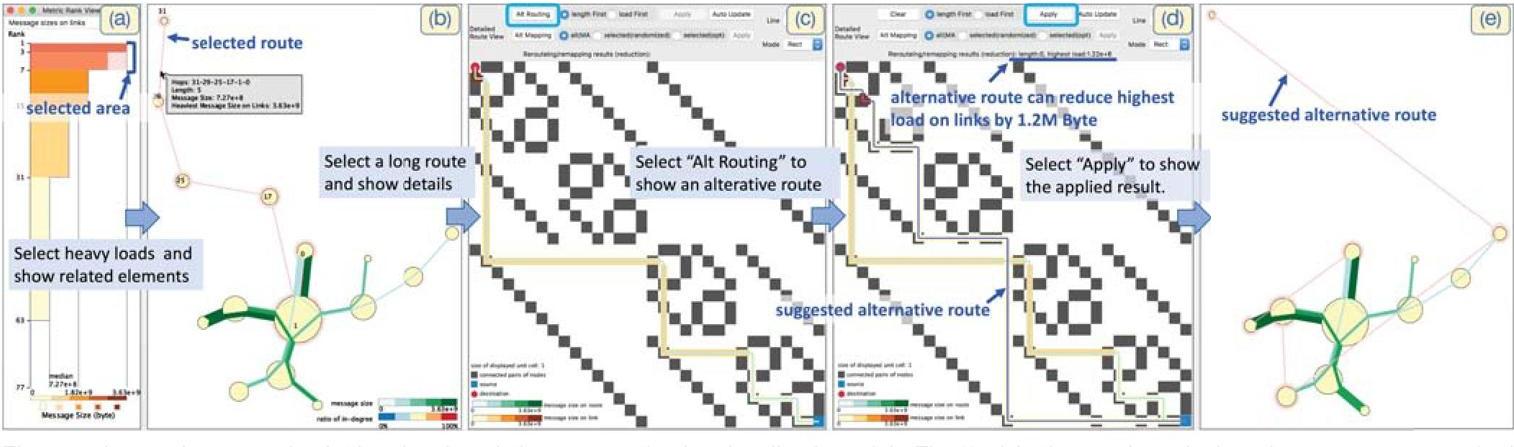 Metric Rank View
(a)
Message sizes on links
Rank
1
3
7
15
31
63
77
selected area
Select heavy loads and
show related elements
median
7.27e+8
0 1.82e+9 3.63e+9
Message Size (byte)
31
(b)
selected route
Hops: 31-29-25-17-1-0
Length: 5
Message Size: 7.27e+8
Heaviest Message Size on Links: 3.63e+9
25
17
0
1
message size
0 3.63e+9
ratio of in-degree
0% 100%
Select a long route
and show details
Detailed
Route View
Alt Routing length First load First Apply Auto Update
Line
(c)
Alt Mapping alt(MA selected(randomized) selected(opt) Apply
Mode Rect
Rerouteing/remapping results (reduction):
Select "Alt Routing" to
show an alterative route
size of displayed unit cell: 1
connected pairs of nodes
source
destination
message size on route
0 3.63e+9
message size on link
Detailed
Route View
Clear length First load First Apply Auto Update
Line
(d)
Alt Mapping alt(MA selected(randomized) selected(opt) Apply
Mode Rect
Rerouteing/remapping results (reduction): length:0, highest load:1.22e+6
alternative route can reduce highest
load on links by 1.2M Byte
Select "Apply" to show
the applied result.
suggested alternative route
size of displayed unit cell: 1
connected pairs of nodes
source
destination
message size on route
0 3.63e+9
message size on link
(e)
suggested alternative route